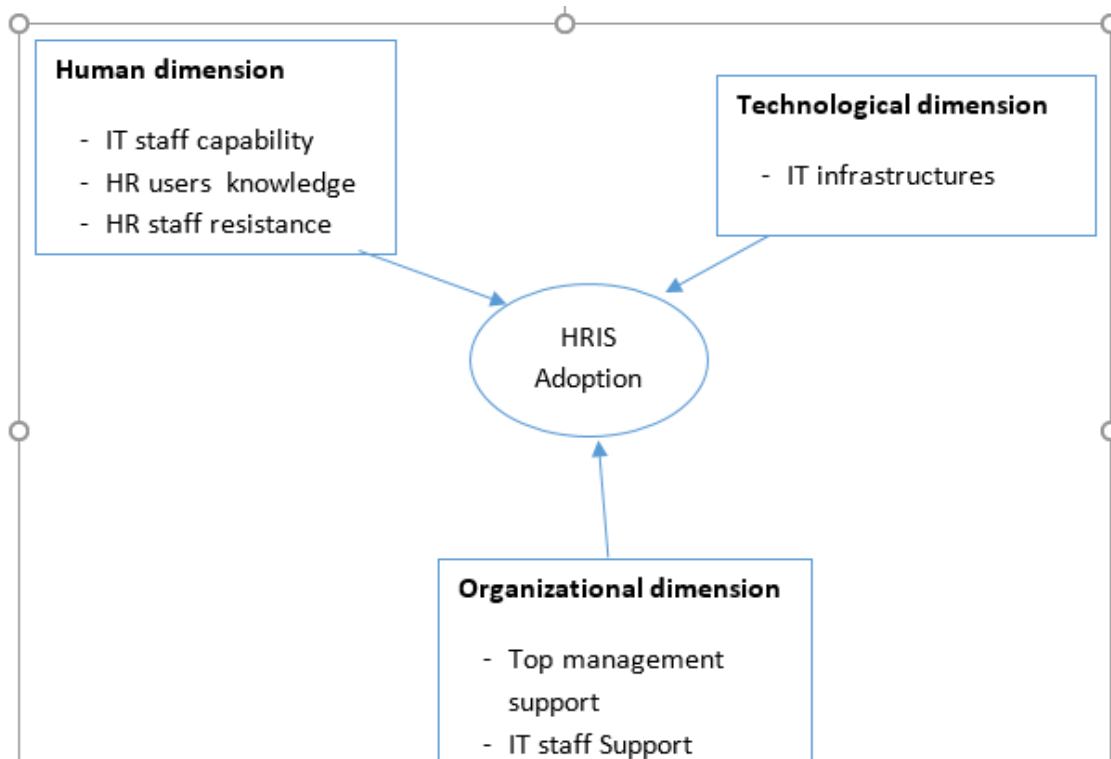 Human dimension
- IT staff capability
- HR users knowledge
- HR staff resistance
Technological dimension
- IT infrastructures
HRIS
Adoption
Organizational dimension
- Top management
support
- IT staff Support